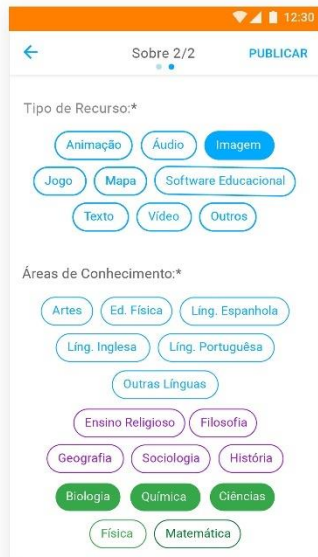 12:30
Sobre 2/2 PUBLICAR
Tipo de Recurso:*
Animação Áudio Imagem
Jogo Mapa Software Educacional
Texto Vídeo Outros
Áreas de Conhecimento:*
Artes Ed. Física Líng. Espanhola
Líng. Inglesa Líng. Portuguêsa
Outras Línguas
Ensino Religioso Filosofia
Geografia Sociologia História
Biologia Química Ciências
Física Matemática